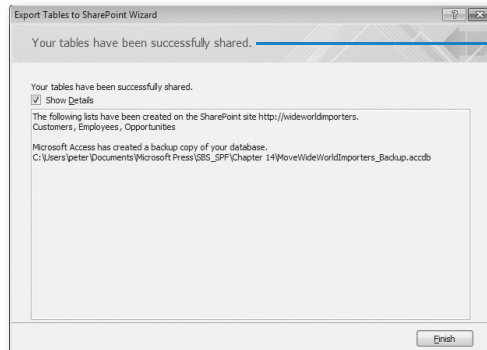 Export Tables to SharePoint Wizard
Your tables have been successfully shared.
Your tables have been successfully shared.
Show Details
The following lists have been created on the SharePoint site http://wideworldimporters.
Customers, Employees, Opportunities
Microsoft Access has created a backup copy of your database.
C:\Users\peter\Documents\Microsoft Press\SBS_SPF\Chapter 14\MoveWideWorldImporters_Backup.accdb
Finish